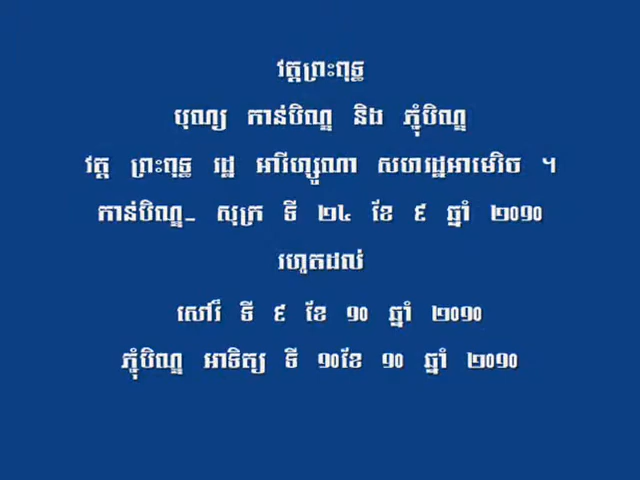 វត្តព្រះពុទ្ធ
បុណ្យ កាន់បិណ្ឌ និង ភ្ជុំបិណ្ឌ
វត្ត ព្រះពុទ្ធ រដ្ឋ អារីហ្សូណា សហរដ្ឋអាមេរិច ។
កាន់បិណ្ឌ- សុក្រ ទី ២៤ ខែ ៩ ឆ្នាំ ២០១០
រហូតដល់
សៅរ៍ ទី ៩ ខែ ១០ ឆ្នាំ ២០១០
ភ្ជុំបិណ្ឌ អាទិត្យ ទី ១០ខែ ១០ ឆ្នាំ ២០១០